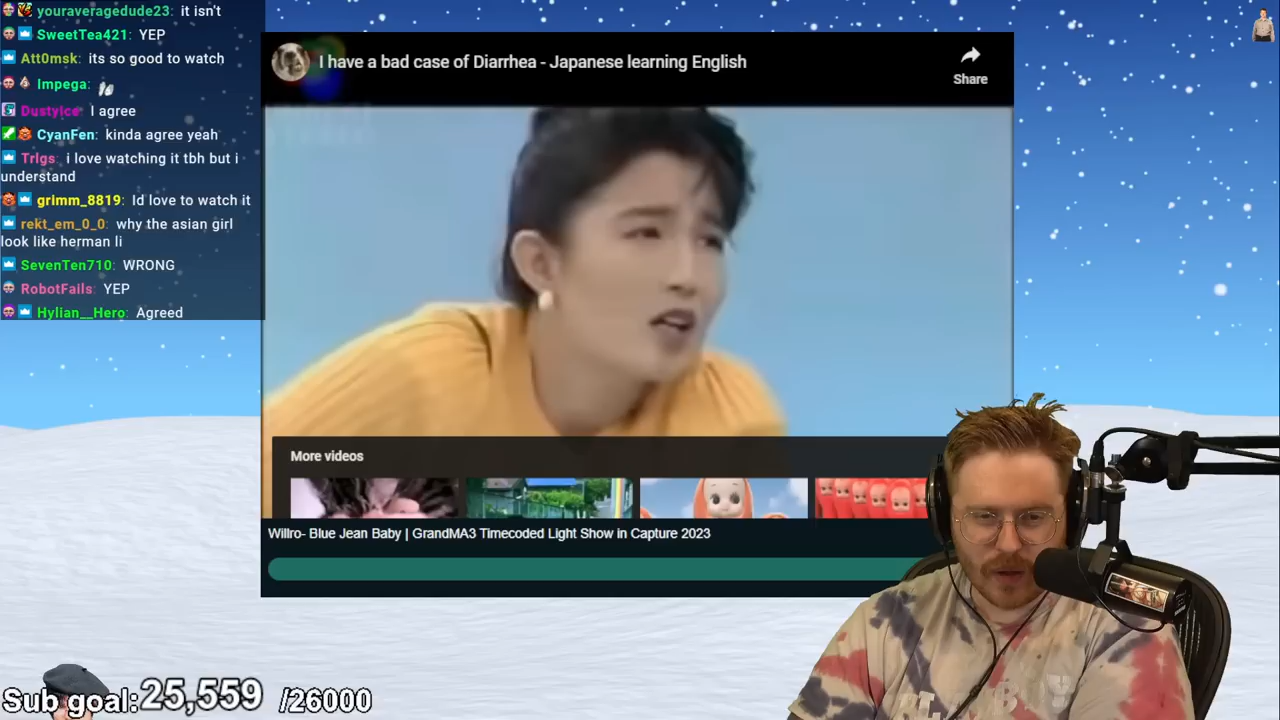 youraveragedude23: it isn't
SweetTea421: YEP
Att0msk: its so good to watch
Impega:
DustyIce: I agree
CyanFen: kinda agree yeah
Trlgs: i love watching it tbh but i
understand
grimm_8819: Id love to watch it
rekt_em_0_0: why the asian girl
look like herman li
SevenTen710: WRONG
RobotFails: YEP
Hylian__Hero: Agreed
I have a bad case of Diarrhea - Japanese learning English
Share
More videos
Willro- Blue Jean Baby | GrandMA3 Timecoded Light Show in Capture 2023
Sub goal: 25,559 /26000